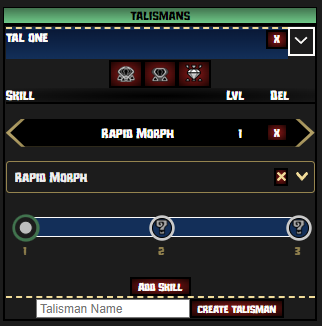 TALISMANS
TAL ONE X
SKILL LVL DEL
RAPID MORPH 1 X
RAPID MORPH
? ?
1 2 3
ADD SKILL
Talisman Name CREATE TALISMAN